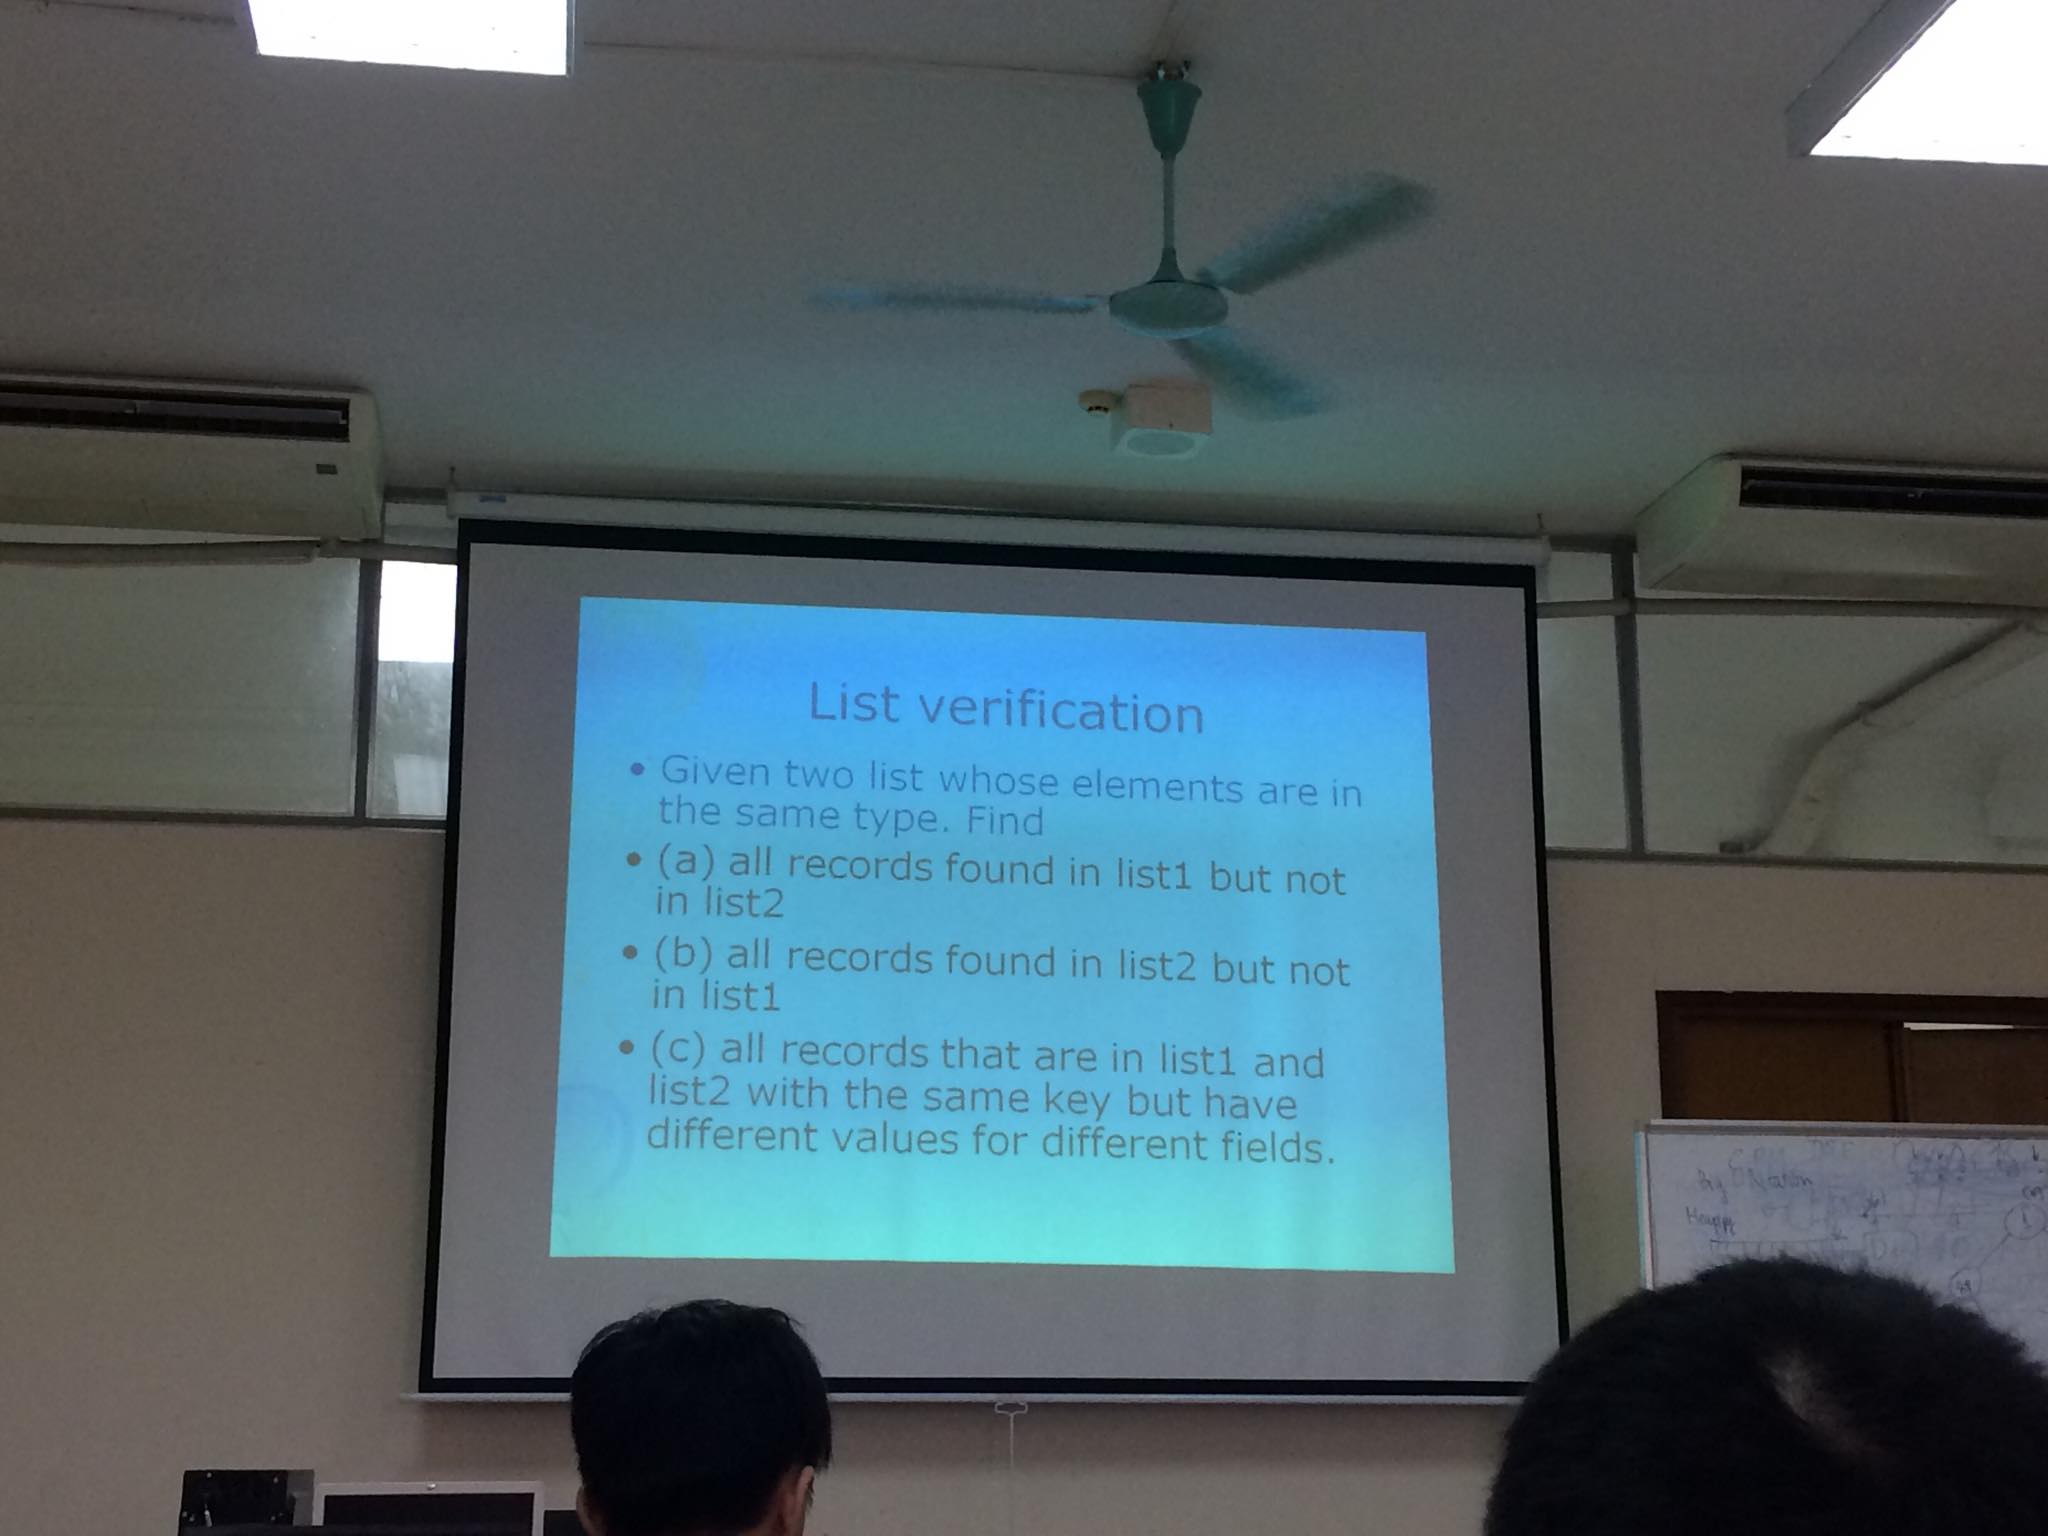 List verification
• Given two list whose elements are in
the same type. Find
• (a) all records found in list1 but not
in list2
• (b) all records found in list2 but not
in list1
• (c) all records that are in list1 and
list2 with the same key but have
different values for different fields.